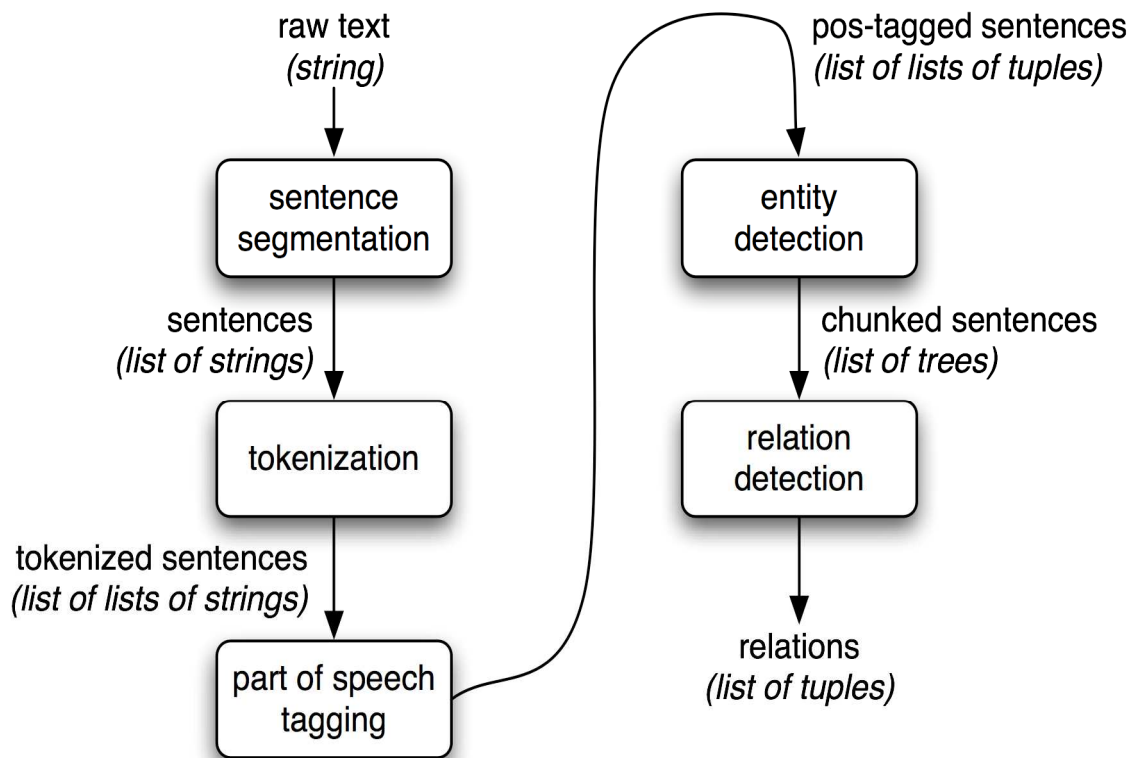 raw text
(string)
sentence
segmentation
sentences
(list of strings)
tokenization
tokenized sentences
(list of lists of strings)
part of speech
tagging
pos-tagged sentences
(list of lists of tuples)
entity
detection
chunked sentences
(list of trees)
relation
detection
relations
(list of tuples)